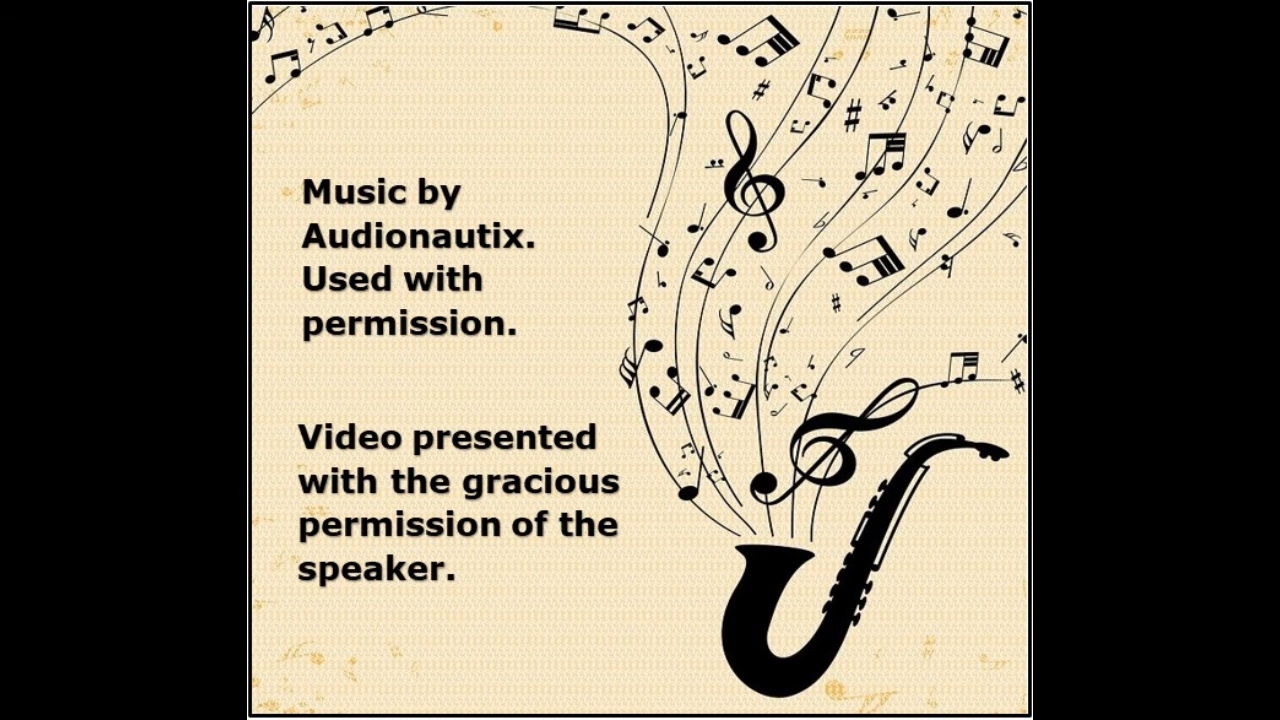 Music by
Audionautix.
Used with
permission.
Video presented
with the gracious
permission of the
speaker.